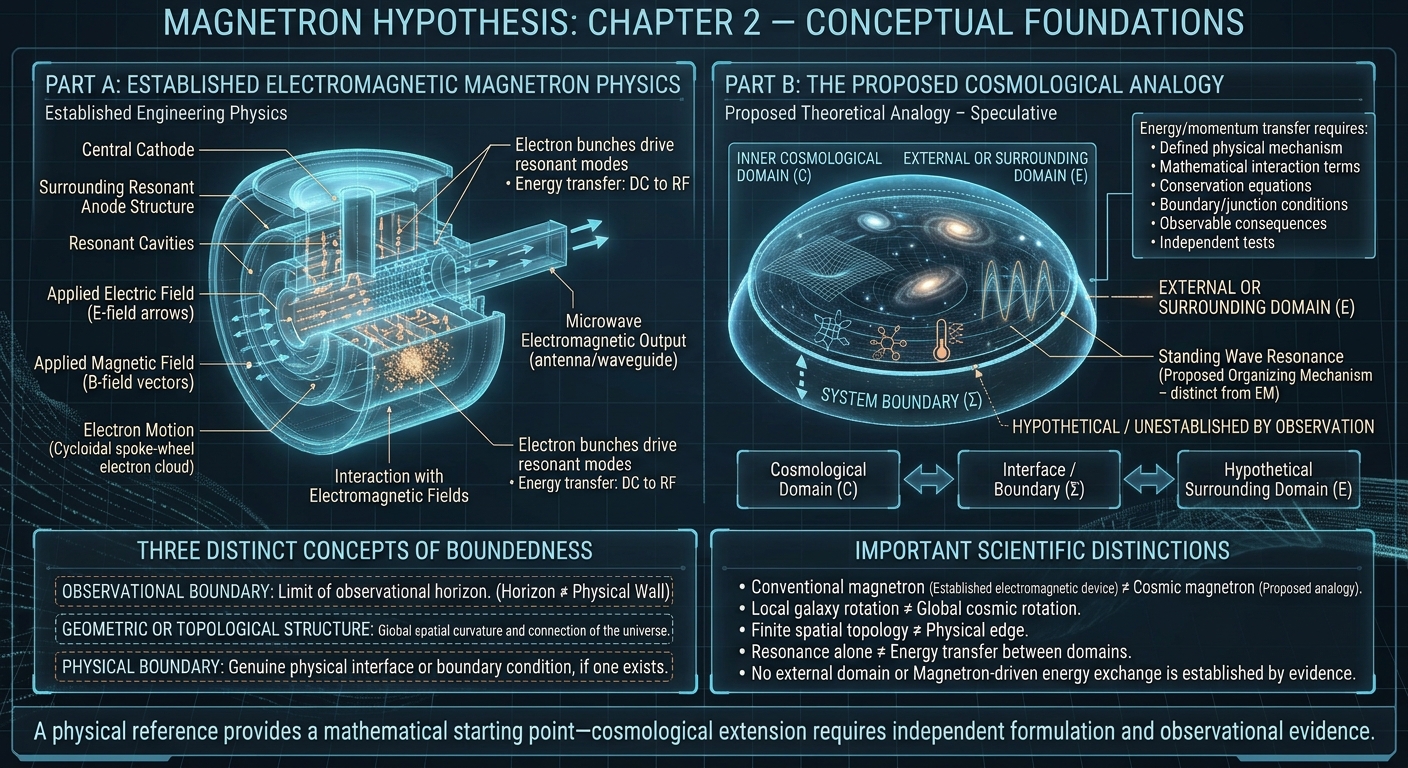 MAGNETRON HYPOTHESIS: CHAPTER 2 — CONCEPTUAL FOUNDATIONS
PART A: ESTABLISHED ELECTROMAGNETIC MAGNETRON PHYSICS
Established Engineering Physics
Central Cathode
Surrounding Resonant
Anode Structure
Resonant Cavities
Applied Electric Field
(E-field arrows)
Applied Magnetic Field
(B-field vectors)
Electron Motion
(Cycloidal spoke-wheel
electron cloud)
Electron bunches drive
resonant modes
• Energy transfer: DC to RF
Microwave
Electromagnetic Output
(antenna/waveguide)
Electron bunches drive
resonant modes
• Energy transfer: DC to RF
Interaction with
Electromagnetic Fields
PART B: THE PROPOSED COSMOLOGICAL ANALOGY
Proposed Theoretical Analogy – Speculative
INNER COSMOLOGICAL
DOMAIN (C)
EXTERNAL OR SURROUNDING
DOMAIN (E)
Energy/momentum transfer requires:
• Defined physical mechanism
• Mathematical interaction terms
• Conservation equations
• Boundary/junction conditions
• Observable consequences
• Independent tests
EXTERNAL OR
SURROUNDING DOMAIN (E)
Standing Wave Resonance
(Proposed Organizing Mechanism
– distinct from EM)
SYSTEM BOUNDARY (Σ)
HYPOTHETICAL / UNESTABLISHED BY OBSERVATION
Cosmological
Domain (C)
Interface /
Boundary (Σ)
Hypothetical
Surrounding Domain (E)
THREE DISTINCT CONCEPTS OF BOUNDEDNESS
OBSERVATIONAL BOUNDARY: Limit of observational horizon. (Horizon ≠ Physical Wall)
GEOMETRIC OR TOPOLOGICAL STRUCTURE: Global spatial curvature and connection of the universe.
PHYSICAL BOUNDARY: Genuine physical interface or boundary condition, if one exists.
IMPORTANT SCIENTIFIC DISTINCTIONS
• Conventional magnetron (Established electromagnetic device) ≠ Cosmic magnetron (Proposed analogy).
• Local galaxy rotation ≠ Global cosmic rotation.
• Finite spatial topology ≠ Physical edge.
• Resonance alone ≠ Energy transfer between domains.
• No external domain or Magnetron-driven energy exchange is established by evidence.
A physical reference provides a mathematical starting point—cosmological extension requires independent formulation and observational evidence.